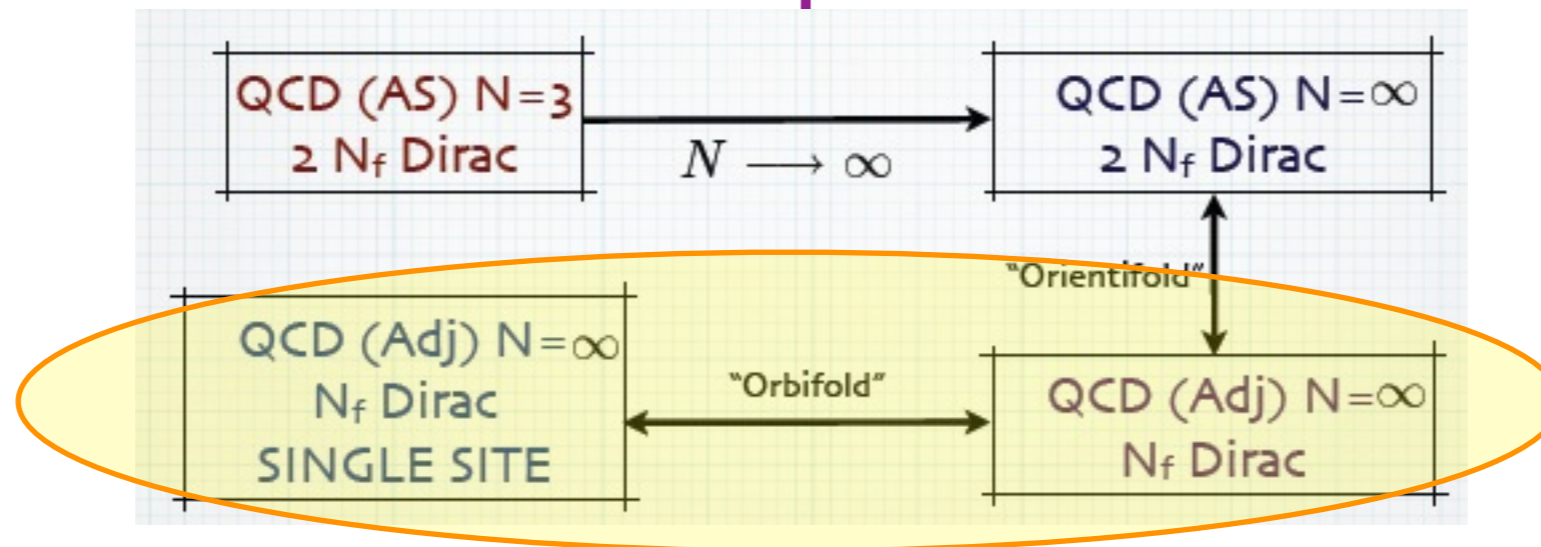 QCD (AS) N=3
2 Nf Dirac
N ⟶ ∞
QCD (AS) N=∞
2 Nf Dirac
"Orientifold"
QCD (Adj) N=∞
Nf Dirac
SINGLE SITE
"Orbifold"
QCD (Adj) N=∞
Nf Dirac